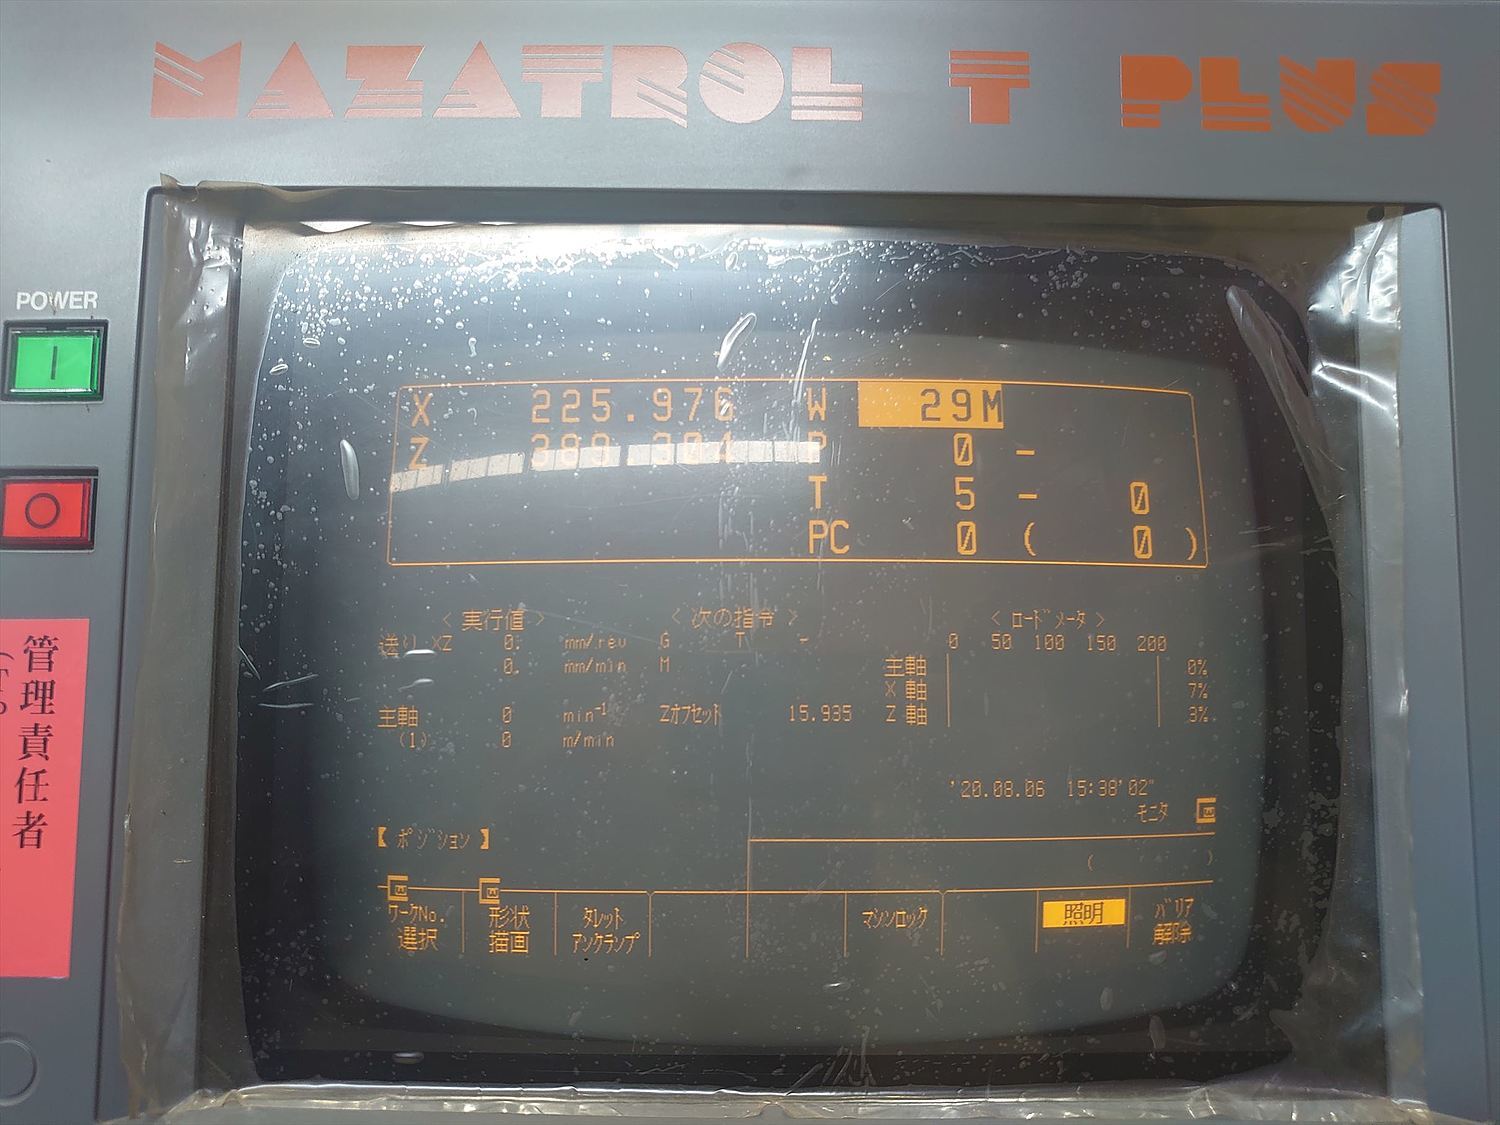 MAZATROL T PLUS
POWER
管理責任者
X 225.976 W 29M
Z 389.304 P 0 -
T 5 - 0
PC 0 ( 0 )
< 実行値 > < 次の指令 > < ロードメータ >
送り XZ 0. mm/rev G T - 0 50 100 150 200
0. mm/min M 主軸 0%
X 軸 7%
主軸 0 min-1 Zオフセット 15.935 Z 軸 3%
(1) 0 m/min
'20.08.06 15:38'02"
モニタ
【 ポジション 】
( )
ワークNo. 選択 形状 描画 タレット アンクランプ マシンロック 照明 バリア 解除